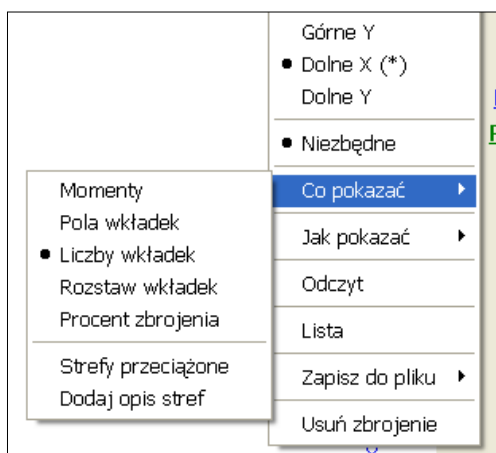 Górne Y
Dolne X (*)
Dolne Y
Niezbędne
Co pokazać
Jak pokazać
Odczyt
Lista
Zapisz do pliku
Usuń zbrojenie
Momenty
Pola wkładek
Liczby wkładek
Rozstaw wkładek
Procent zbrojenia
Strefy przeciążone
Dodaj opis stref